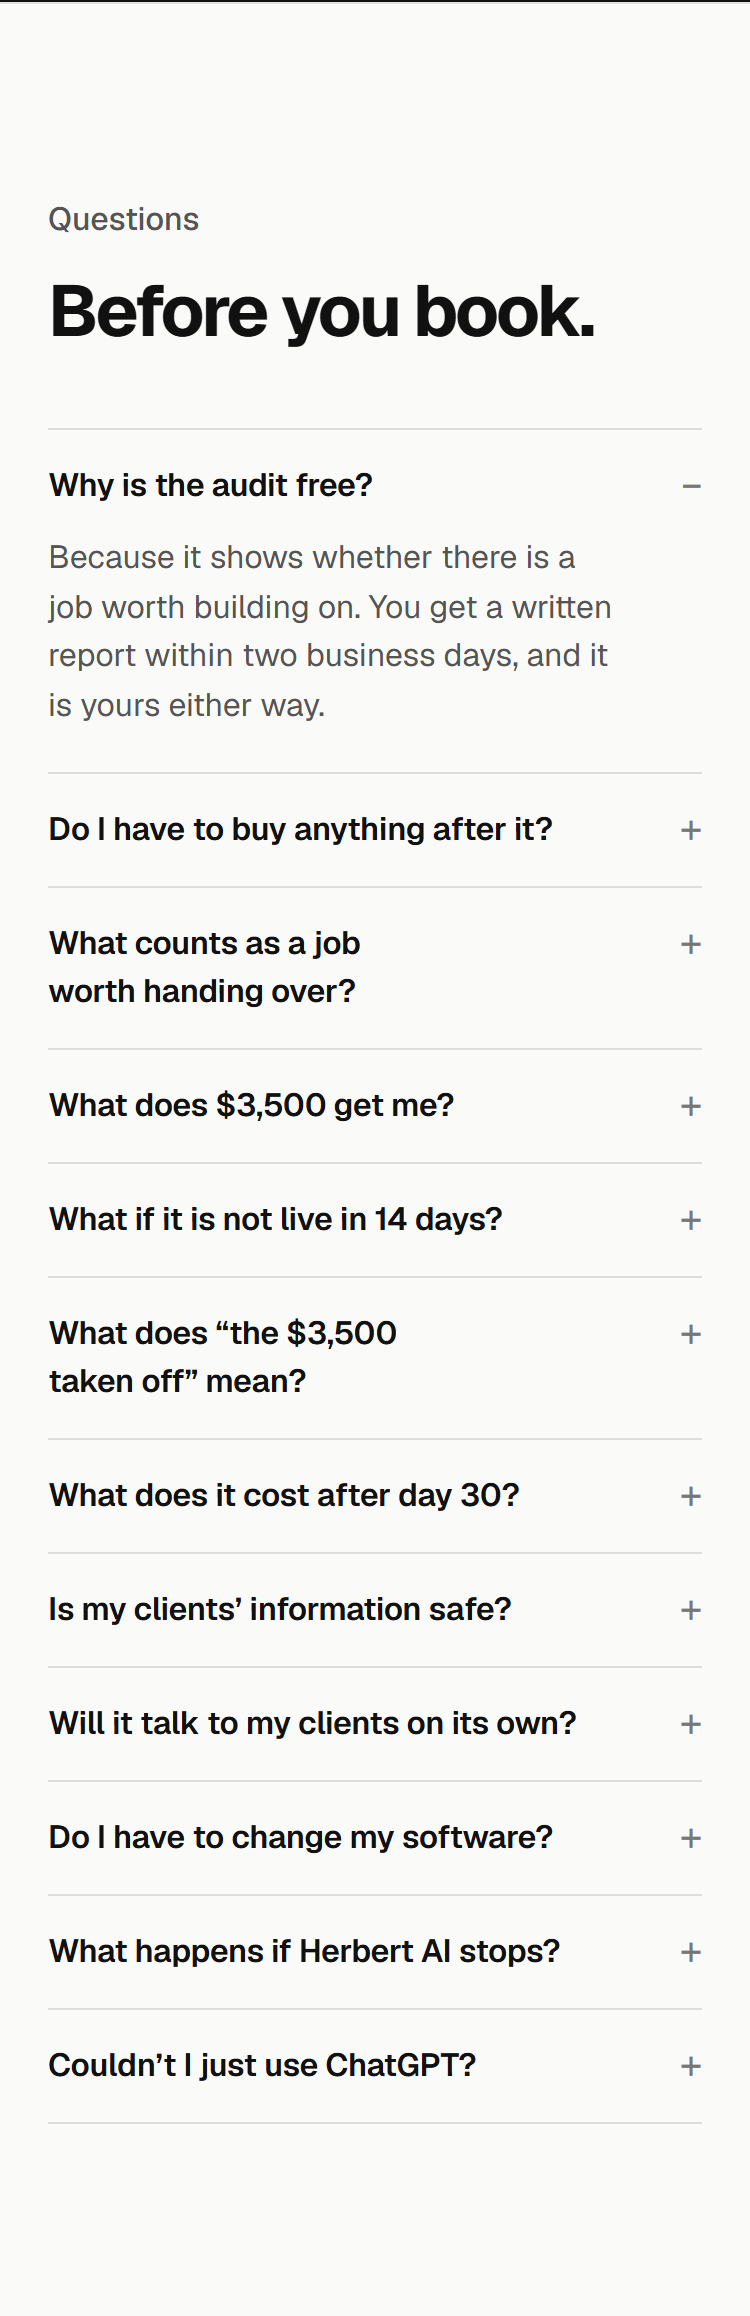 Questions
Before you book.
Why is the audit free?
Because it shows whether there is a
job worth building on. You get a written
report within two business days, and it
is yours either way.
Do I have to buy anything after it?
What counts as a job
worth handing over?
What does $3,500 get me?
What if it is not live in 14 days?
What does “the $3,500
taken off” mean?
What does it cost after day 30?
Is my clients’ information safe?
Will it talk to my clients on its own?
Do I have to change my software?
What happens if Herbert AI stops?
Couldn’t I just use ChatGPT?